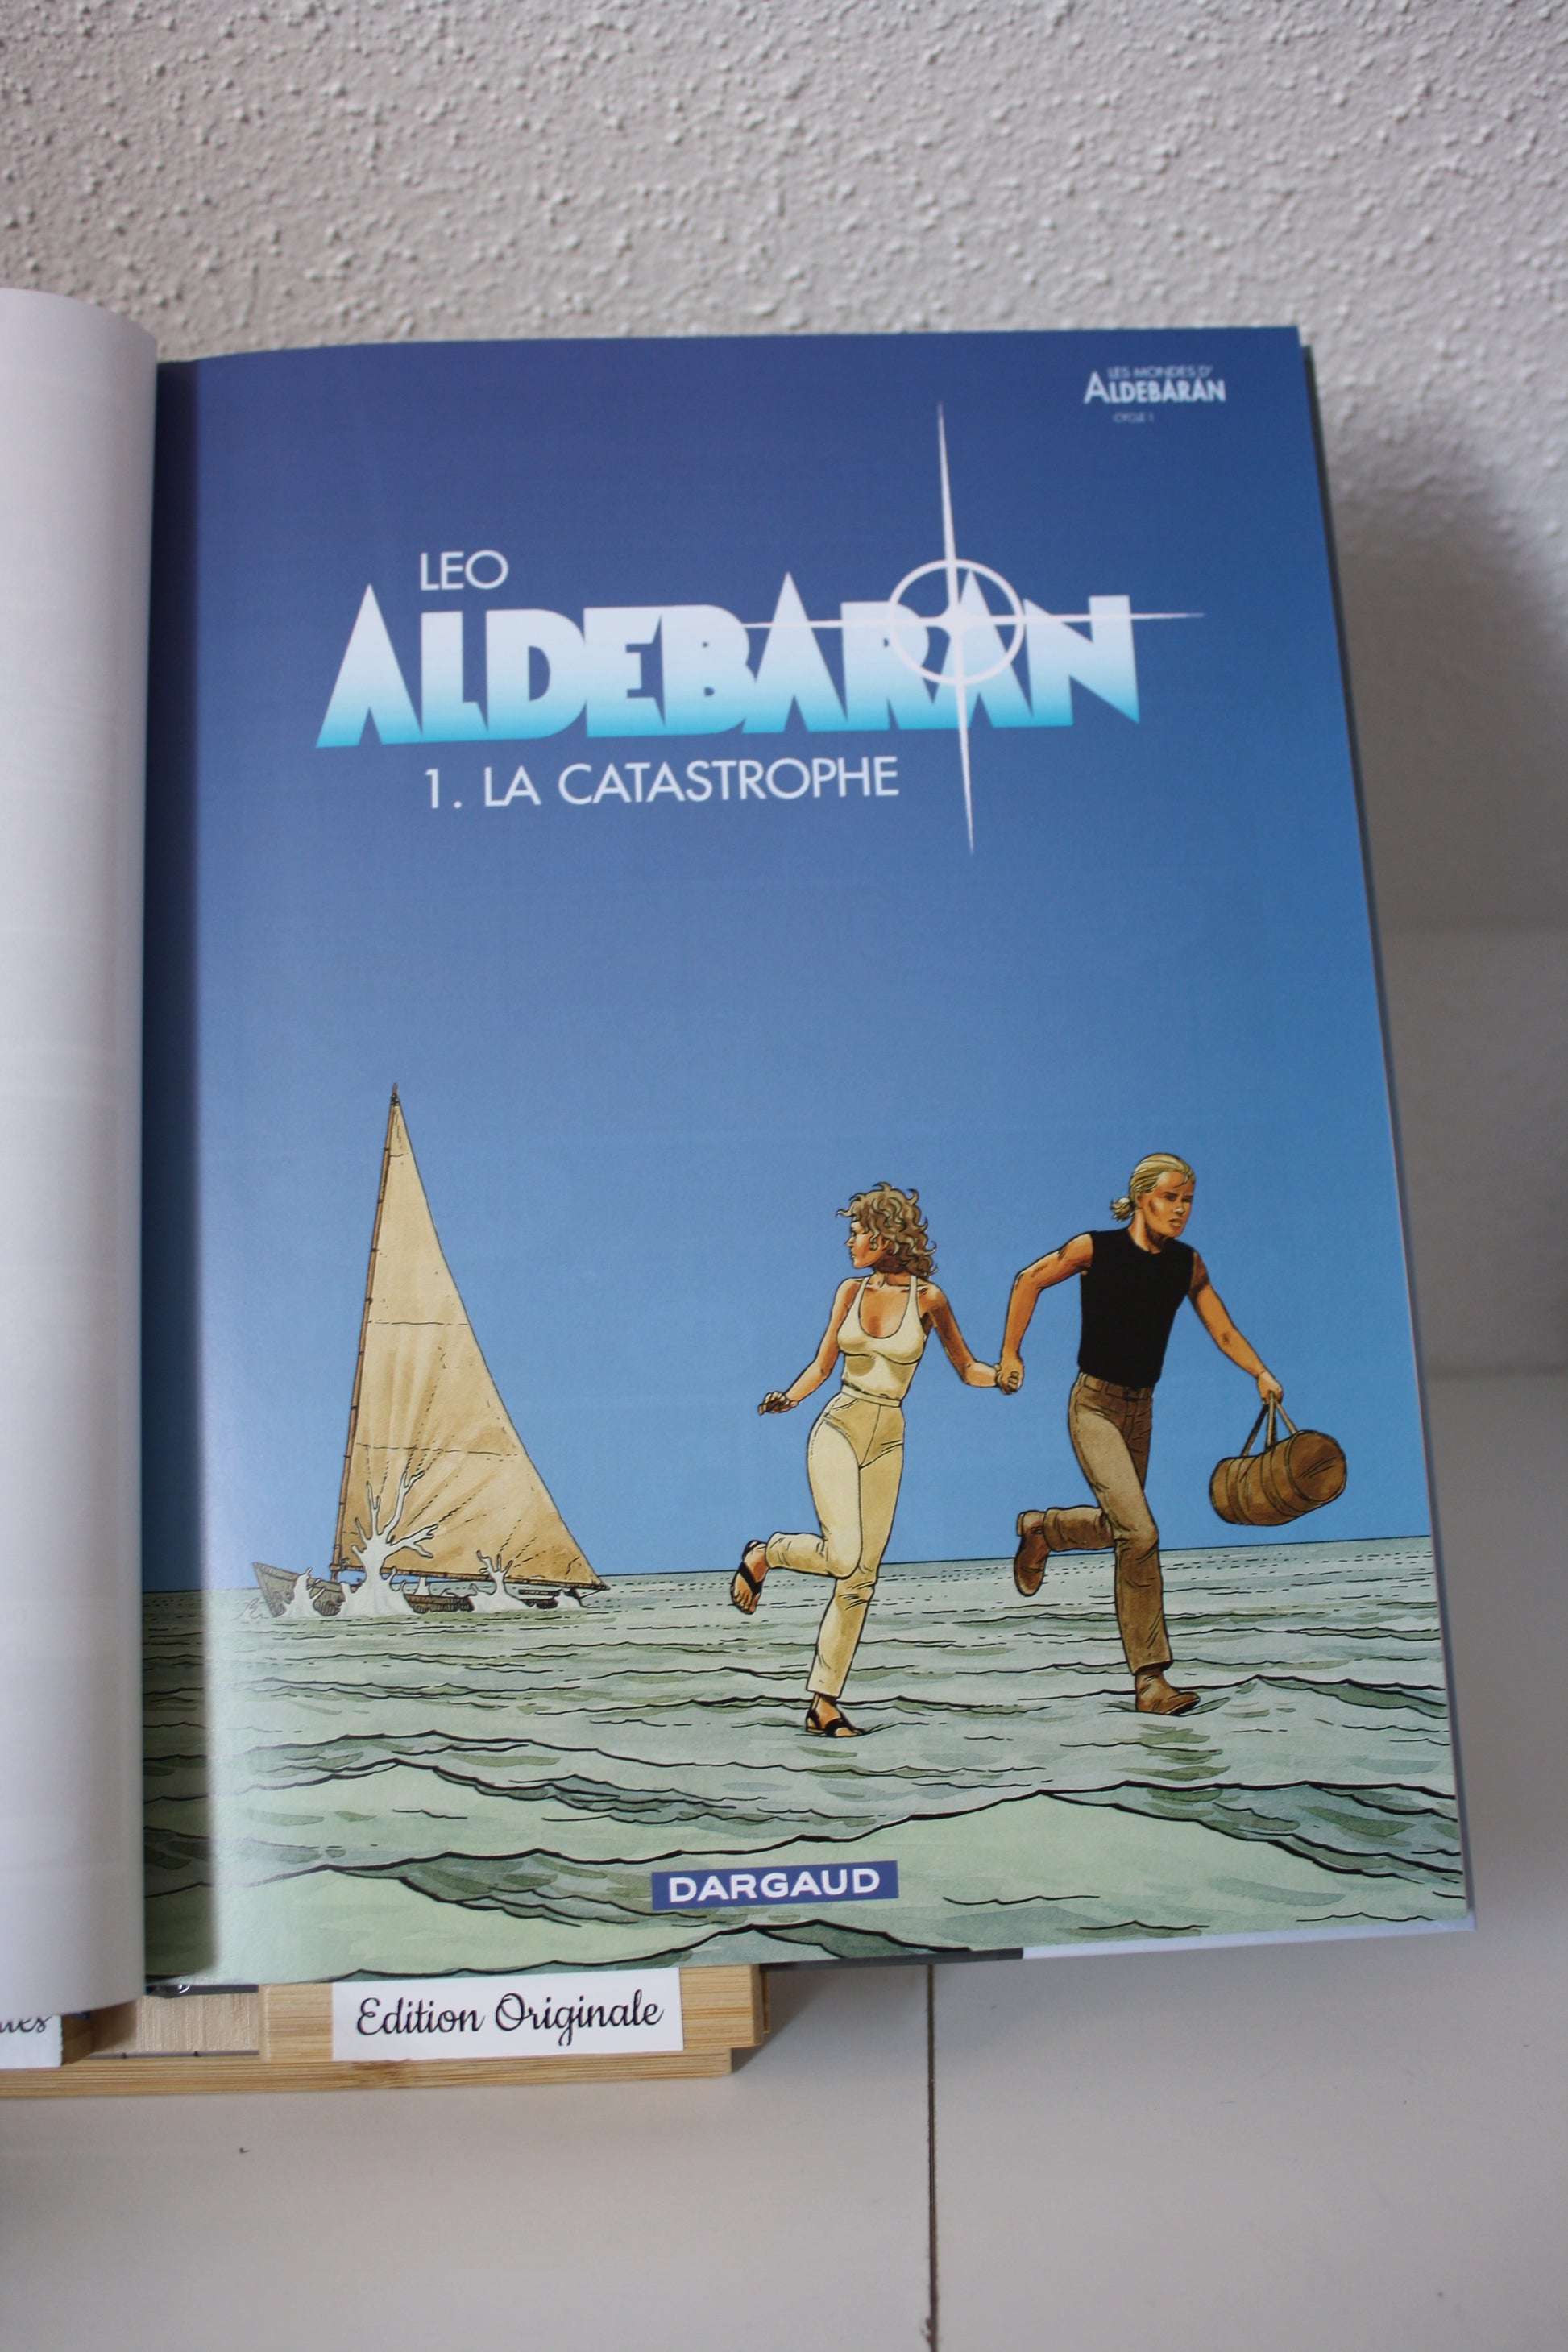 LES MONDES D'
ALDEBARAN
CYCLE 1
LEO
ALDEBARAN
1. LA CATASTROPHE
DARGAUD
Edition Originale